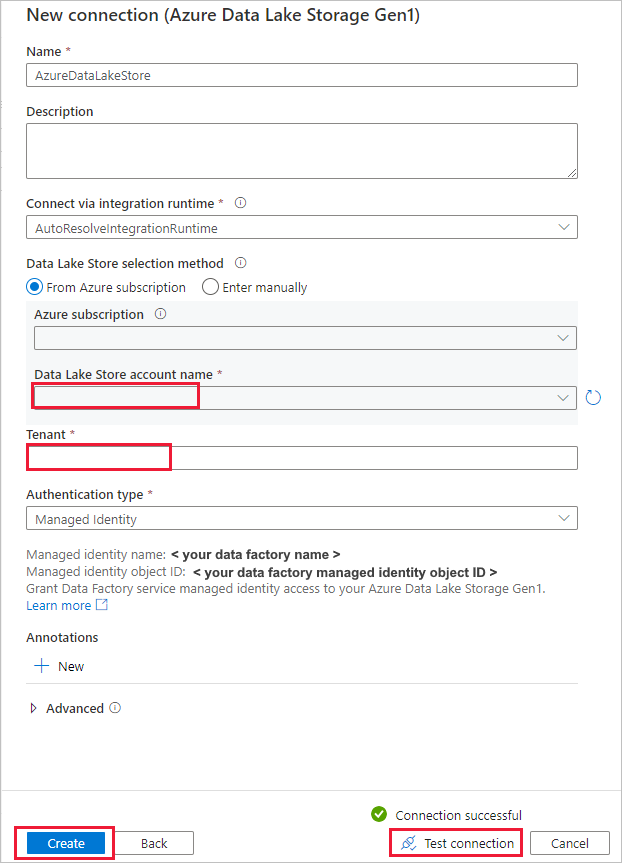 New connection (Azure Data Lake Storage Gen1)
Name *
AzureDataLakeStore
Description
Connect via integration runtime *
AutoResolveIntegrationRuntime
Data Lake Store selection method
From Azure subscription Enter manually
Azure subscription
Data Lake Store account name *
Tenant *
Authentication type *
Managed Identity
Managed identity name: < your data factory name >
Managed identity object ID: < your data factory managed identity object ID >
Grant Data Factory service managed identity access to your Azure Data Lake Storage Gen1.
Learn more
Annotations
New
Advanced
Connection successful
Create Back Test connection Cancel